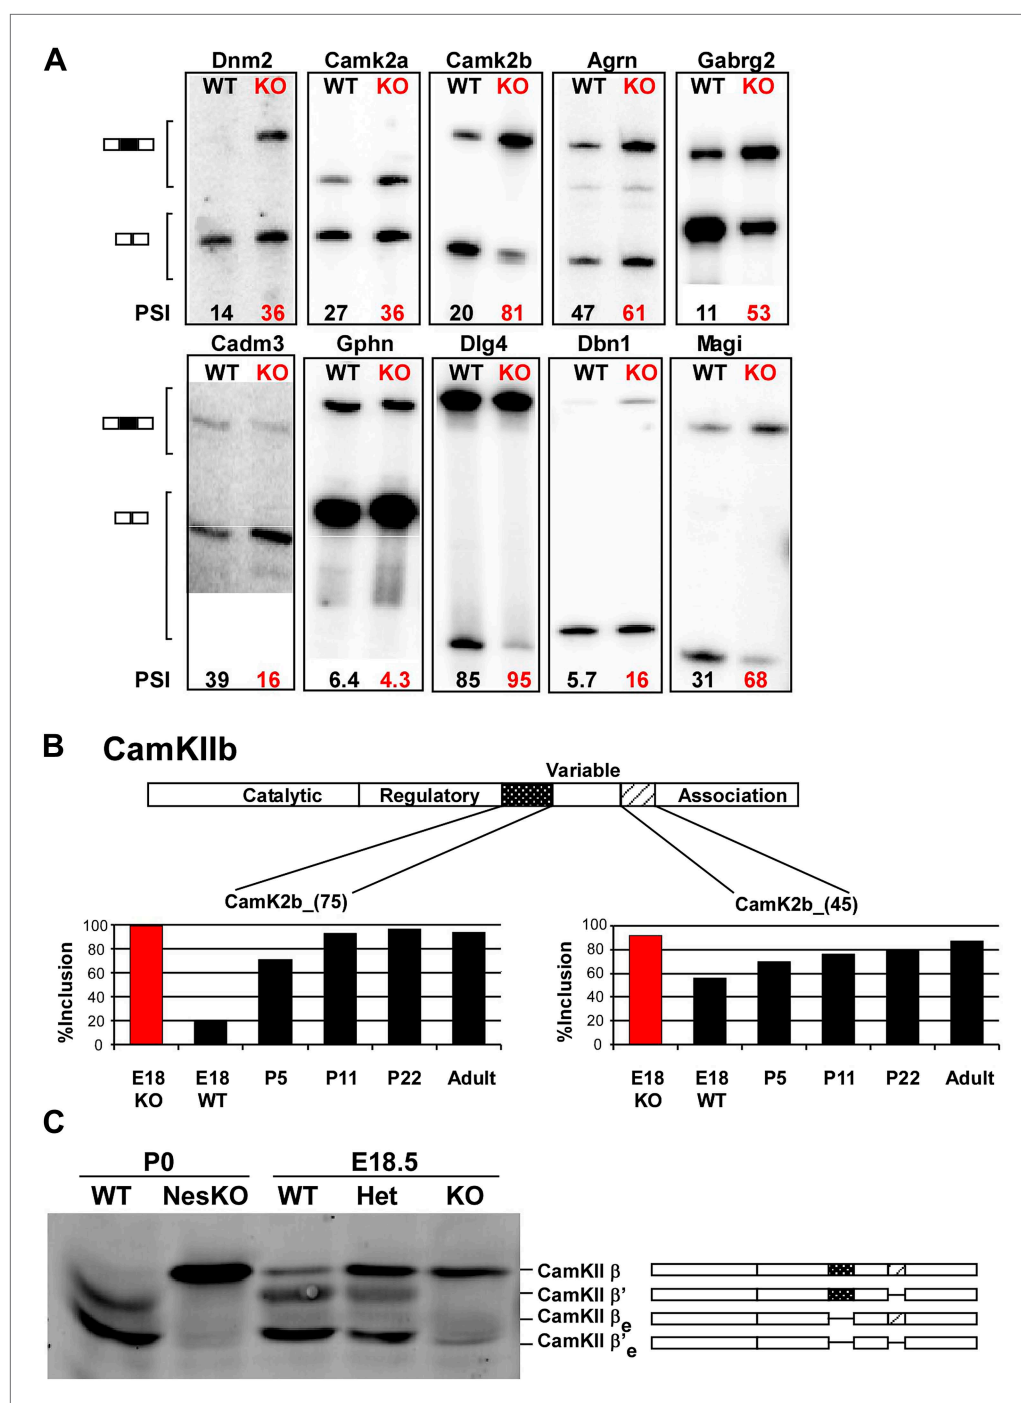 A
Dnm2 Camk2a Camk2b Agrn Gabrg2
WT KO WT KO WT KO WT KO WT KO
PSI 14 36 27 36 20 81 47 61 11 53
Cadm3 Gphn Dlg4 Dbn1 Magi
WT KO WT KO WT KO WT KO WT KO
PSI 39 16 6.4 4.3 85 95 5.7 16 31 68
B CamKIIb
Variable
Catalytic Regulatory Association
CamK2b_(75) CamK2b_(45)
%Inclusion
100
80
60
40
20
0
E18 KO E18 WT P5 P11 P22 Adult
%Inclusion
100
80
60
40
20
0
E18 KO E18 WT P5 P11 P22 Adult
C
P0 E18.5
WT NesKO WT Het KO
CamKII β
CamKII β'
CamKII βe
CamKII β'e